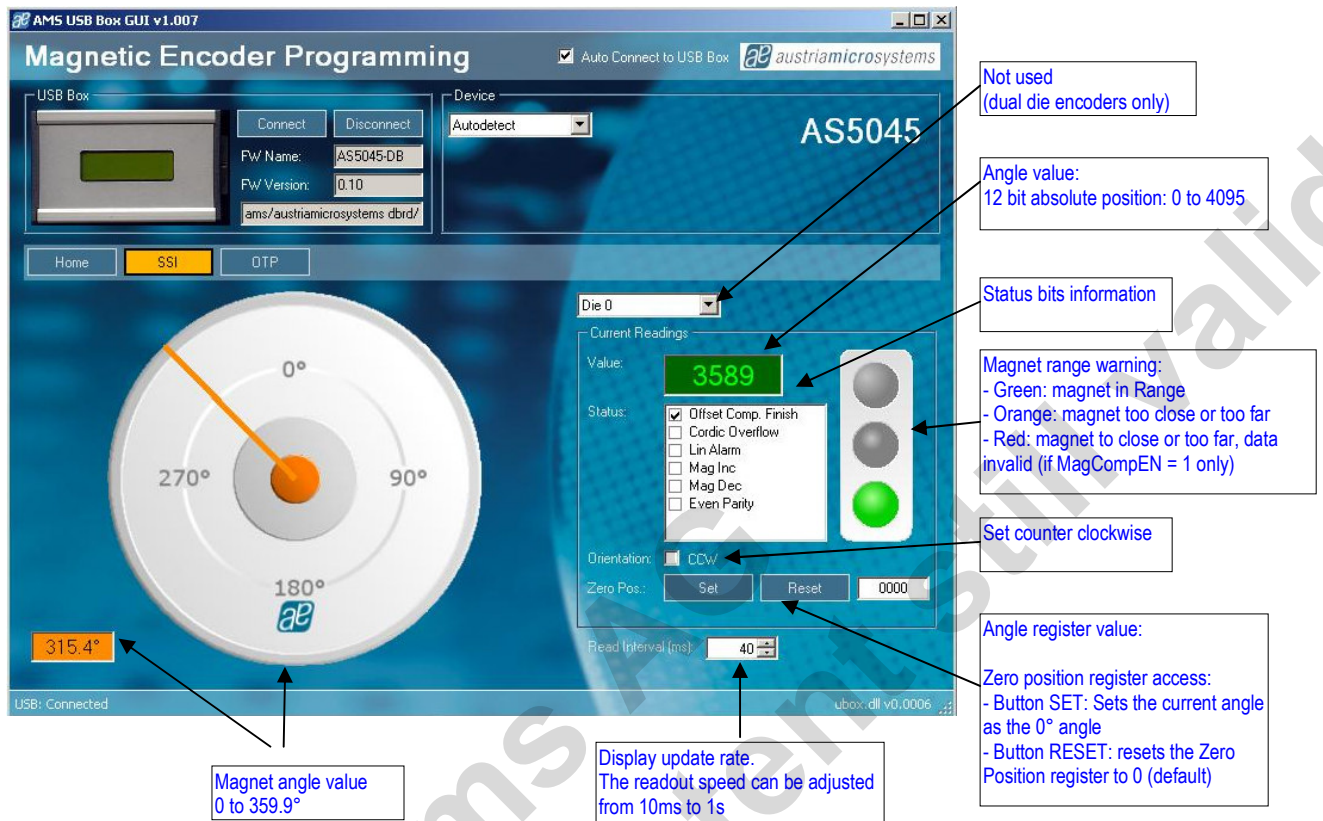 AMS USB Box GUI v1.007
Magnetic Encoder Programming
Auto Connect to USB Box
austriamicrosystems
USB Box
Connect
Disconnect
FW Name:
AS5045-DB
FW Version:
0.10
ams/austriamicrosystems dbrd/
Device
Autodetect
AS5045
Home
SSI
OTP
0°
90°
180°
270°
315.4°
Die 0
Current Readings
Value:
3589
Status:
Offset Comp. Finish
Cordic Overflow
Lin Alarm
Mag Inc
Mag Dec
Even Parity
Orientation:
CCW
Zero Pos.:
Set
Reset
0000
Read Interval (ms):
40
USB: Connected
ubox.dll v0.0006
Not used
(dual die encoders only)
Angle value:
12 bit absolute position: 0 to 4095
Status bits information
Magnet range warning:
- Green: magnet in Range
- Orange: magnet too close or too far
- Red: magnet to close or too far, data
invalid (if MagCompEN = 1 only)
Set counter clockwise
Angle register value:
Zero position register access:
- Button SET: Sets the current angle
as the 0° angle
- Button RESET: resets the Zero
Position register to 0 (default)
Magnet angle value
0 to 359.9°
Display update rate.
The readout speed can be adjusted
from 10ms to 1s
ms AG
tent still valid